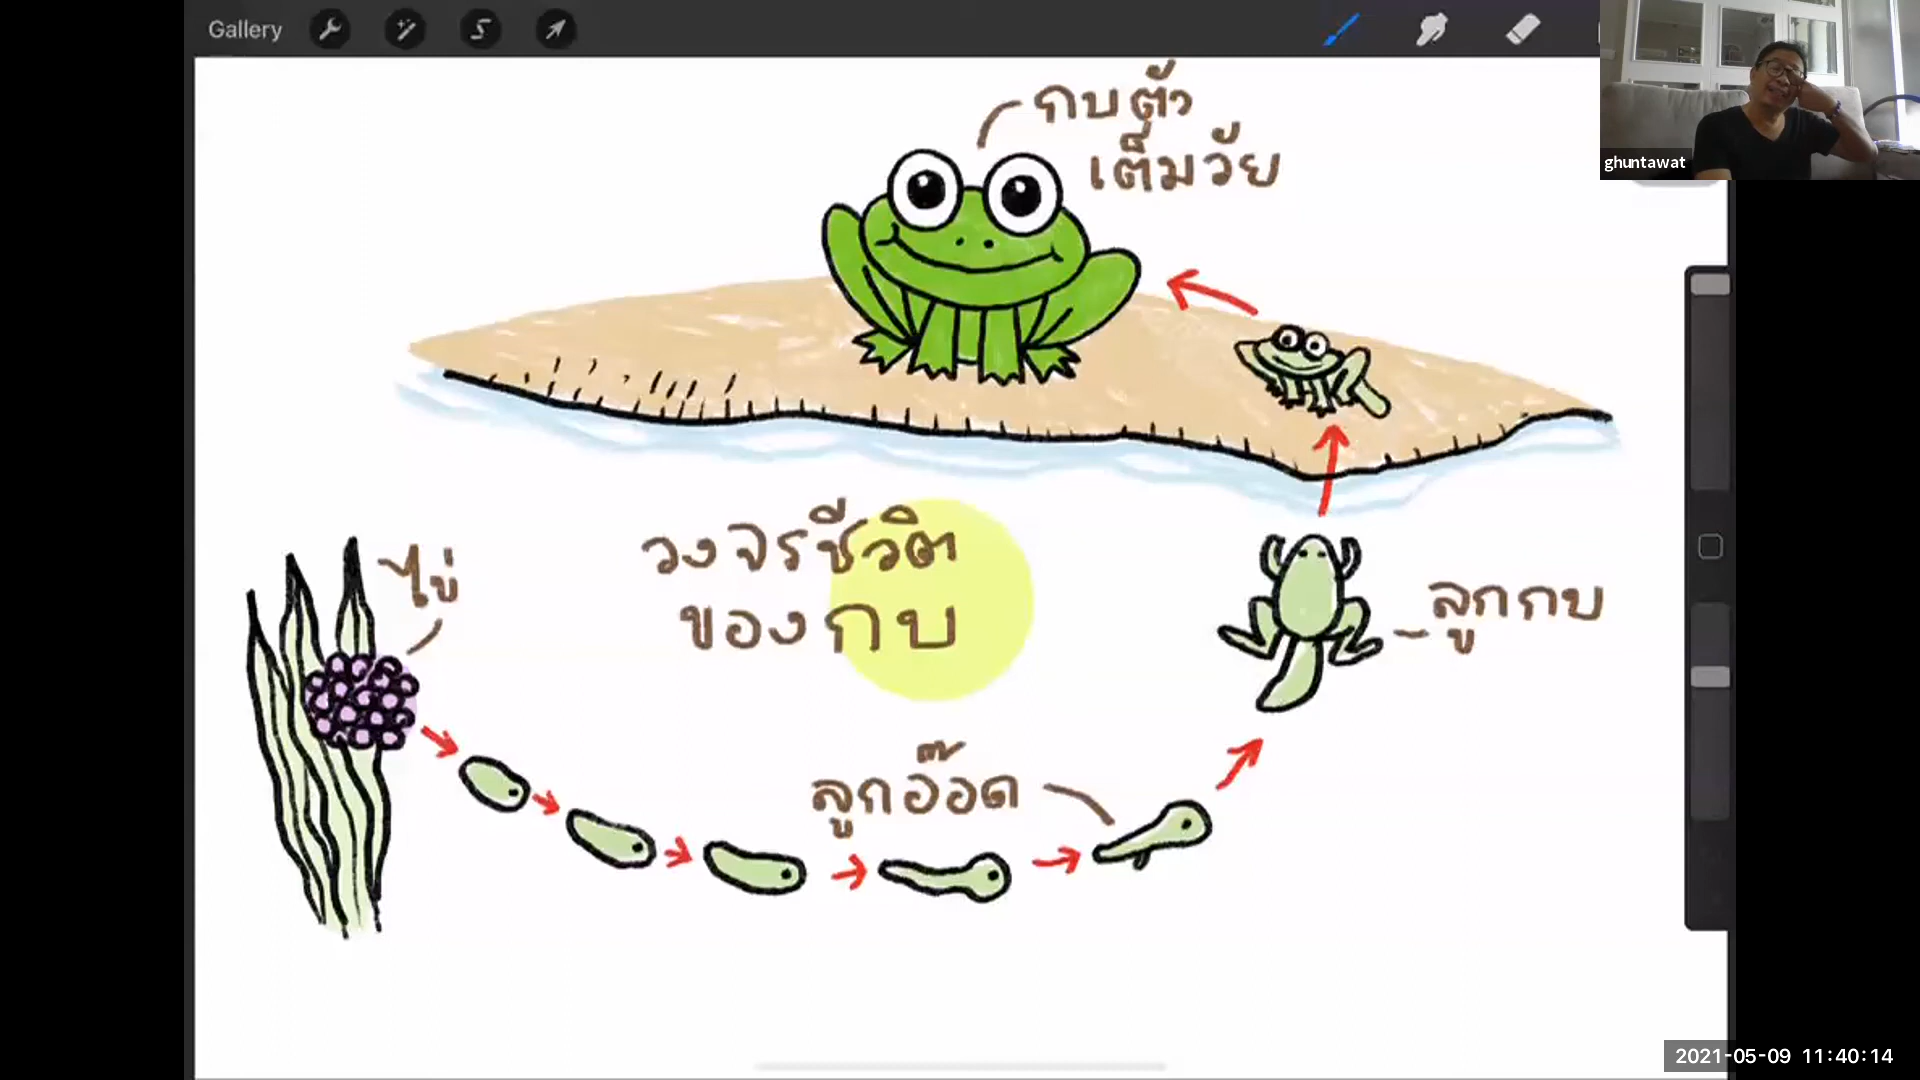 Gallery
ghuntawat
กบตัว
เต็มวัย
วงจรชีวิต
ของกบ
ไข่
ลูกกบ
ลูกอ๊อด
2021-05-09 11:40:14